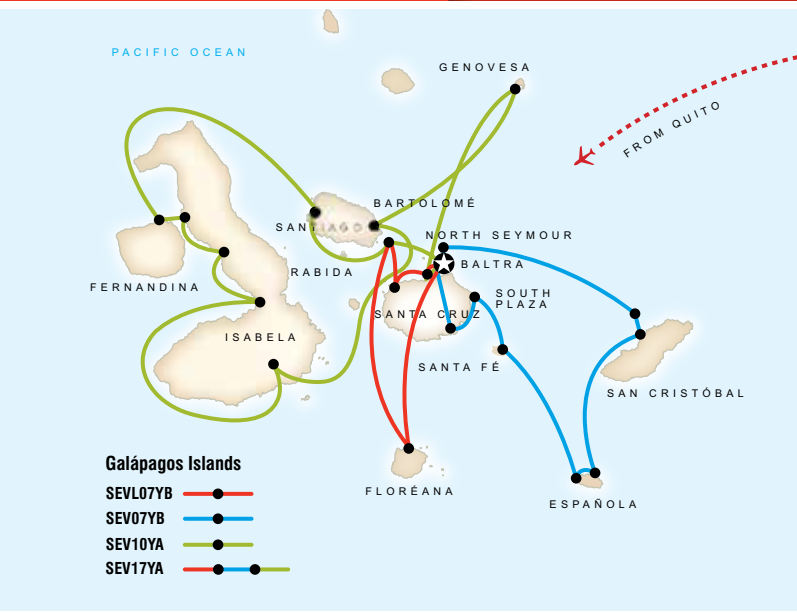 PACIFIC OCEAN
GENOVESA
FROM QUITO
BARTOLOMÉ
SANTIAGO
NORTH SEYMOUR
BALTRA
RABIDA
FERNANDINA
SOUTH
PLAZA
SANTA CRUZ
ISABELA
SANTA FÉ
SAN CRISTÓBAL
FLORÉANA
ESPAÑOLA
Galápagos Islands
SEVL07YB
SEV07YB
SEV10YA
SEV17YA